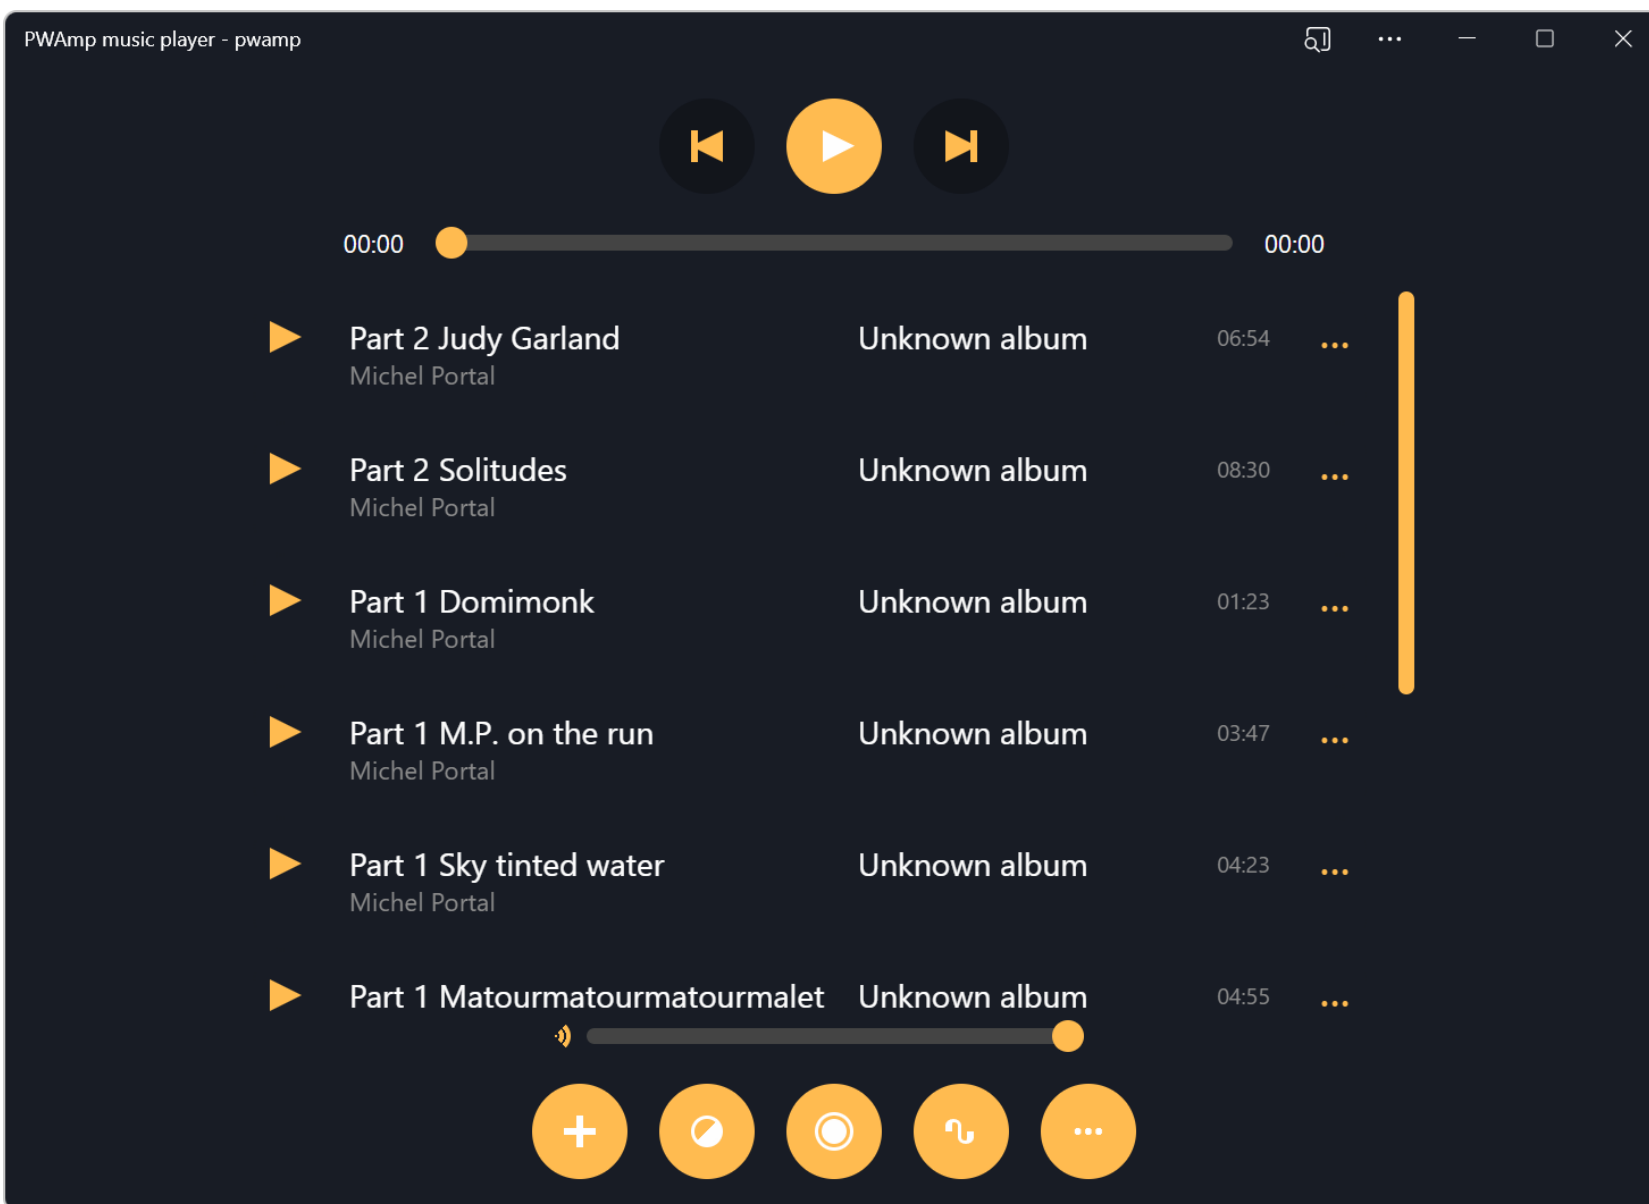 PWAmp music player - pwamp
00:00 00:00
Part 2 Judy Garland Unknown album 06:54
Michel Portal
Part 2 Solitudes Unknown album 08:30
Michel Portal
Part 1 Domimonk Unknown album 01:23
Michel Portal
Part 1 M.P. on the run Unknown album 03:47
Michel Portal
Part 1 Sky tinted water Unknown album 04:23
Michel Portal
Part 1 Matourmatourmatourmalet Unknown album 04:55